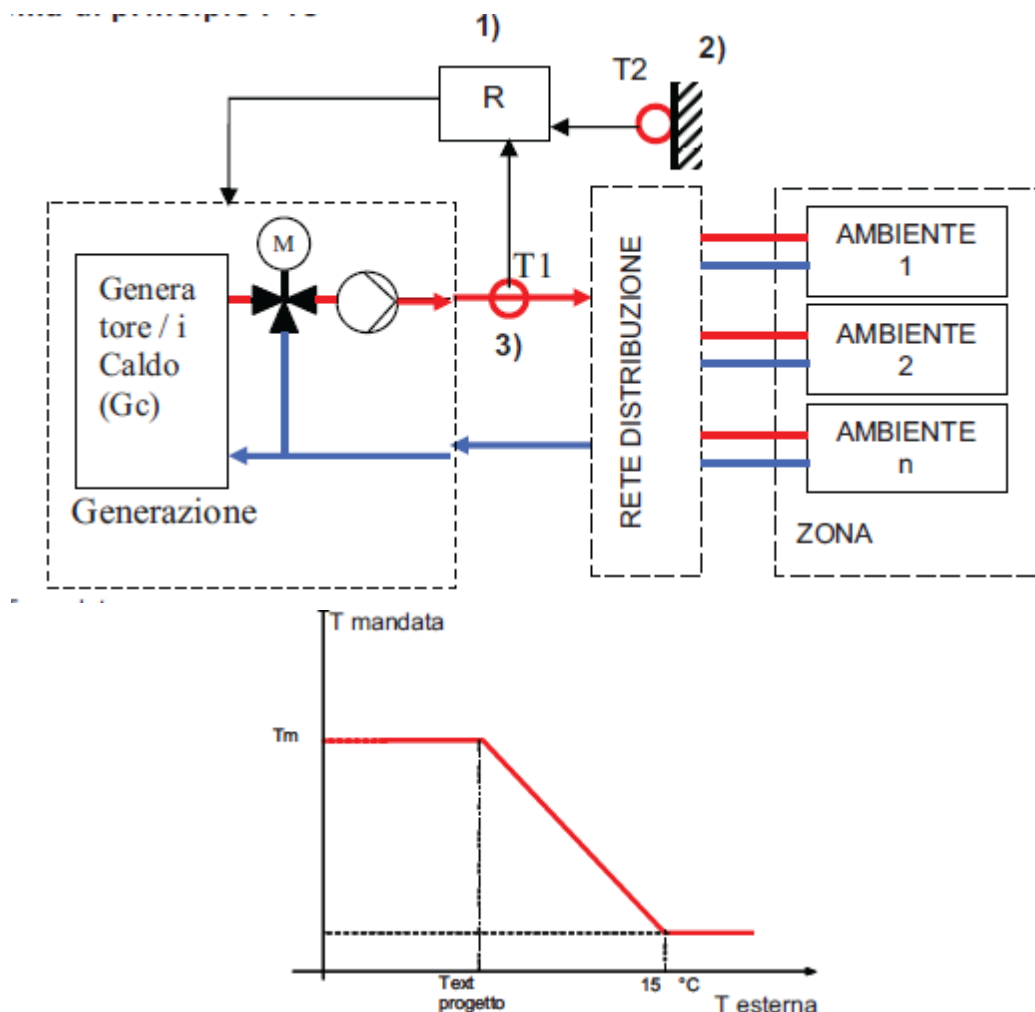 1)
2)
T2
R
M
T1
3)
Genera
tore / i
Caldo
(Gc)
Generazione
RETE DISTRIBUZIONE
AMBIENTE
1
AMBIENTE
2
AMBIENTE
n
ZONA
T mandata
Tm
Text
progetto
15 °C
T esterna